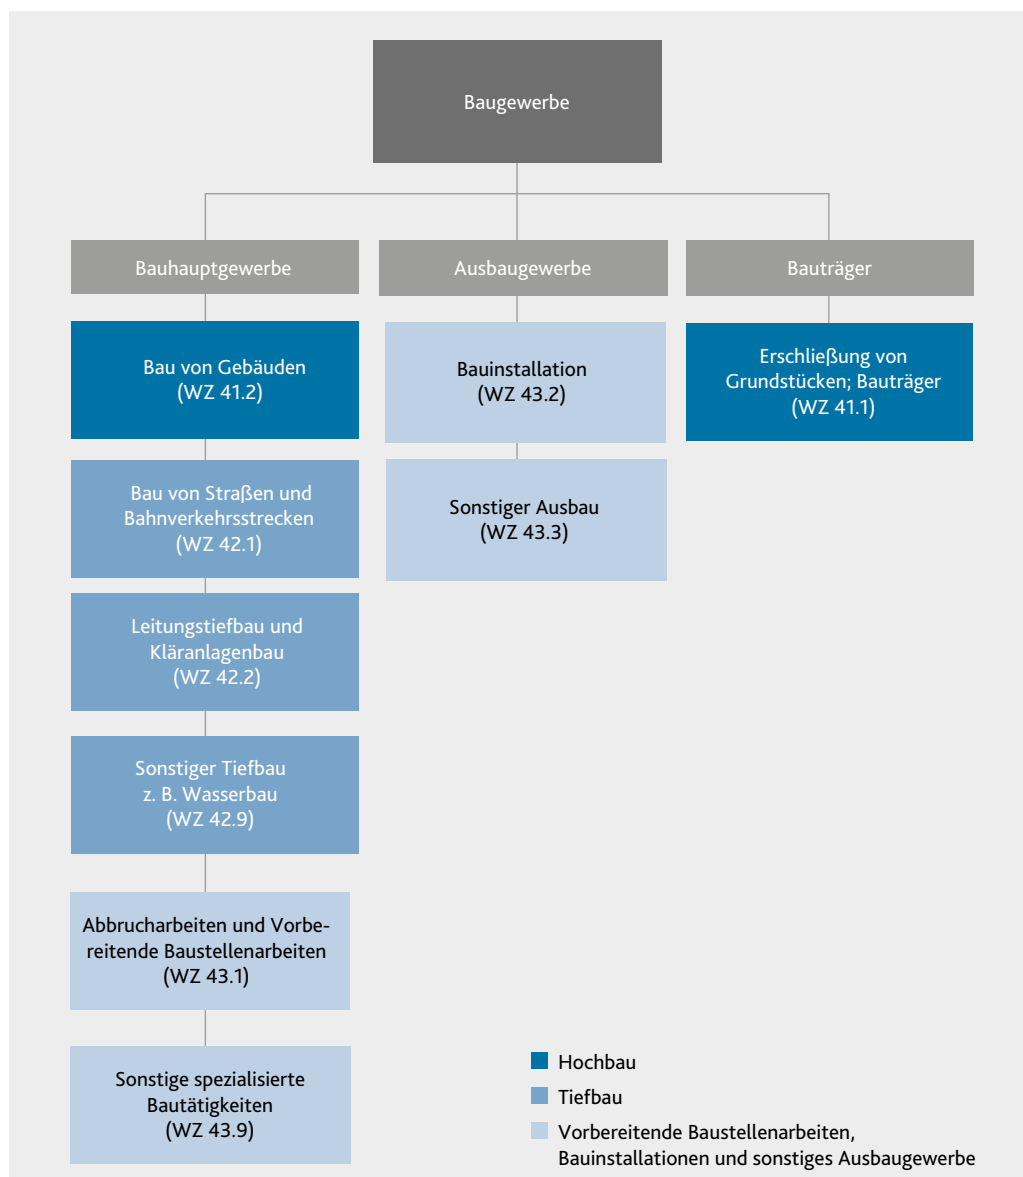 Baugewerbe
Bauhauptgewerbe
Ausbaugewerbe
Bauträger
Bau von Gebäuden
(WZ 41.2)
Bau von Straßen und
Bahnverkehrsstrecken
(WZ 42.1)
Leitungstiefbau und
Kläranlagenbau
(WZ 42.2)
Sonstiger Tiefbau
z. B. Wasserbau
(WZ 42.9)
Abbrucharbeiten und Vorbe-
reitende Baustellenarbeiten
(WZ 43.1)
Sonstige spezialisierte
Bautätigkeiten
(WZ 43.9)
Bauinstallation
(WZ 43.2)
Sonstiger Ausbau
(WZ 43.3)
Erschließung von
Grundstücken; Bauträger
(WZ 41.1)
Hochbau
Tiefbau
Vorbereitende Baustellenarbeiten,
Bauinstallationen und sonstiges Ausbaugewerbe